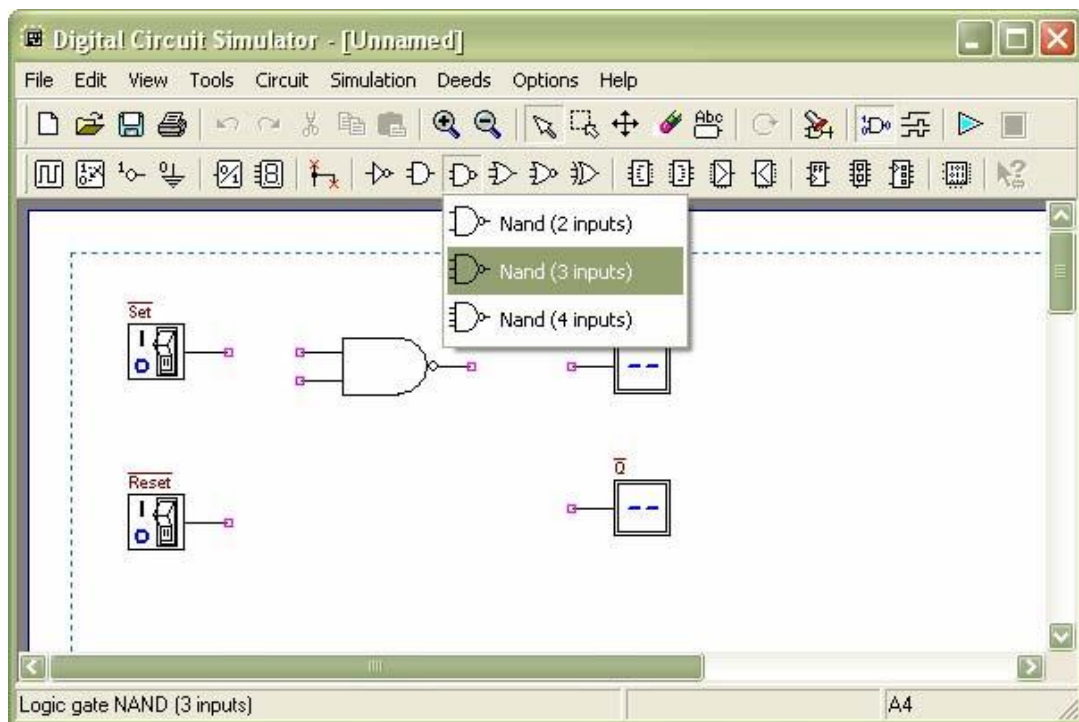 Digital Circuit Simulator - [Unnamed]
File Edit View Tools Circuit Simulation Deeds Options Help
Abc
Nand (2 inputs)
Nand (3 inputs)
Nand (4 inputs)
Set
Reset
Q
Logic gate NAND (3 inputs) A4